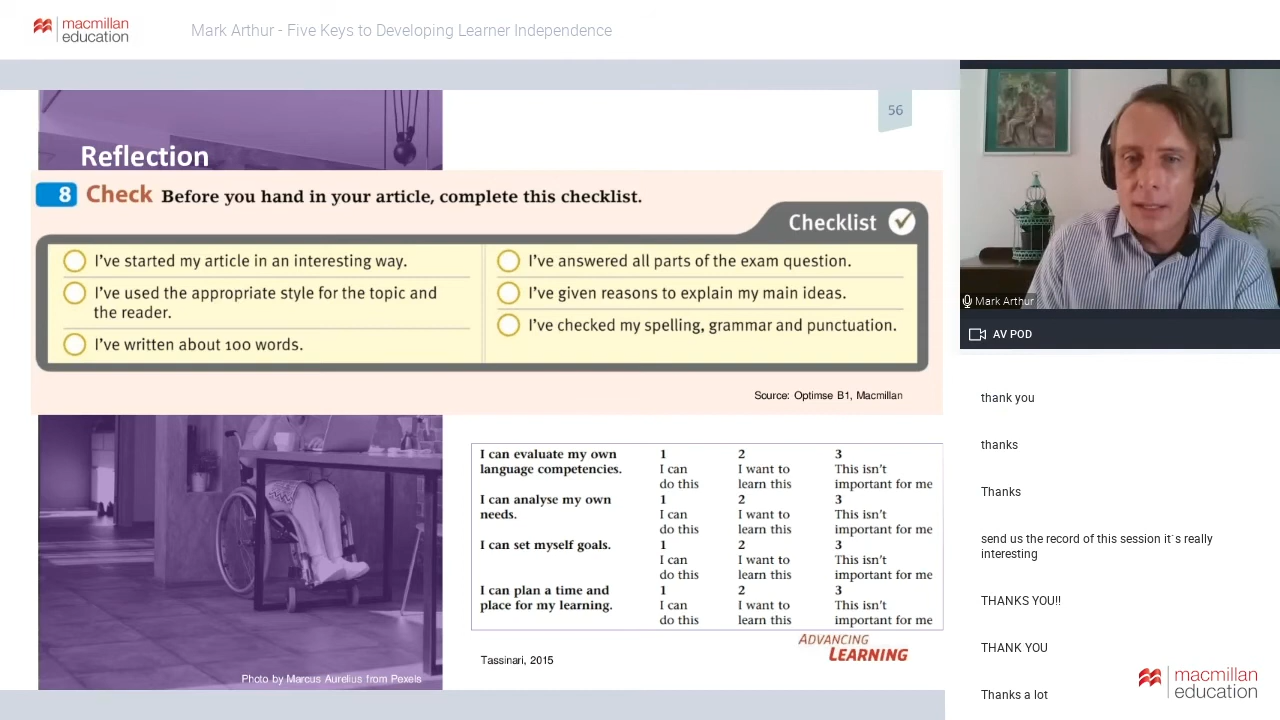 macmillan
education
Mark Arthur - Five Keys to Developing Learner Independence
56
Reflection
8 Check Before you hand in your article, complete this checklist.
Checklist
I've started my article in an interesting way.
I've used the appropriate style for the topic and
the reader.
I've written about 100 words.
I've answered all parts of the exam question.
I've given reasons to explain my main ideas.
I've checked my spelling, grammar and punctuation.
Source: Optimse B1, Macmillan
I can evaluate my own 1 2 3
language competencies. I can I want to This isn't
do this learn this important for me
I can analyse my own 1 2 3
needs. I can I want to This isn't
do this learn this important for me
I can set myself goals. 1 2 3
I can I want to This isn't
do this learn this important for me
I can plan a time and 1 2 3
place for my learning. I can I want to This isn't
do this learn this important for me
ADVANCING
LEARNING
Tassinari, 2015
Photo by Marcus Aurelius from Pexels
Mark Arthur
AV POD
thank you
thanks
Thanks
send us the record of this session it´s really
interesting
THANKS YOU!!
THANK YOU
Thanks a lot
macmillan
education